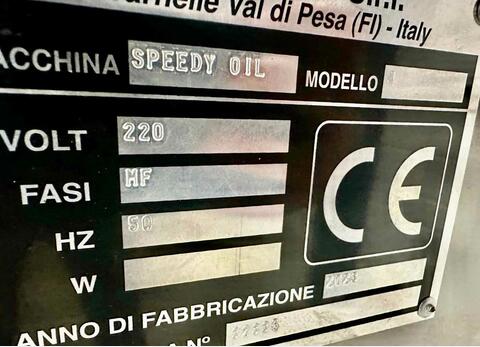 arnelle Val di Pesa (FI) - Italy
ACCHINA SPEEDY OIL MODELLO
VOLT 220
FASI MF
HZ 50
W
CE
ANNO DI FABBRICAZIONE
A N°